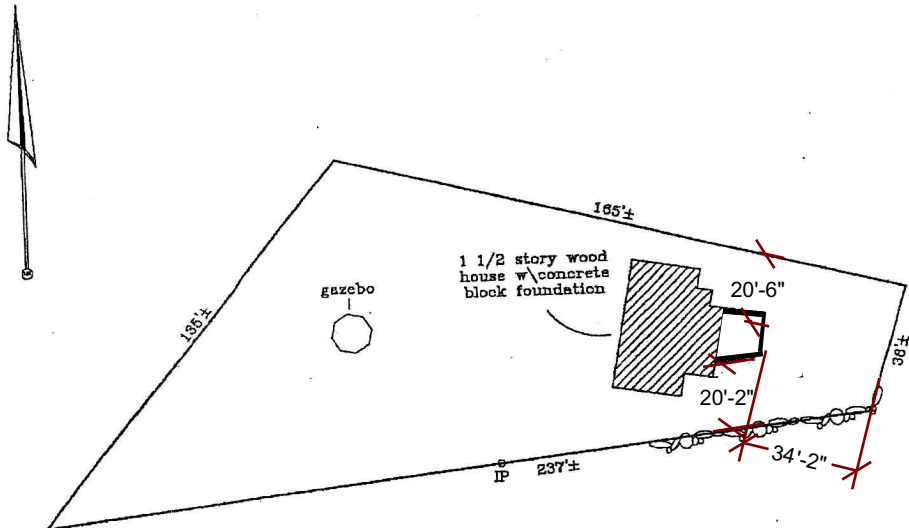 165'±
1 1/2 story wood
house w\concrete
block foundation
20'-6"
gazebo
135'±
38'±
20'-2"
34'-2"
IP
237'±